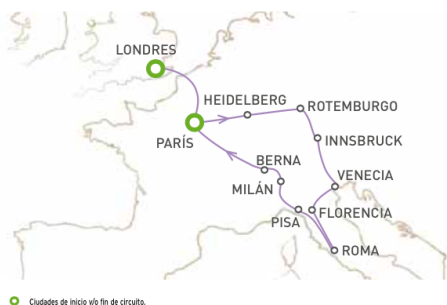 LONDRES
HEIDELBERG
ROTEMBURGO
PARÍS
INNSBRUCK
BERNA
VENECIA
MILÁN
FLORENCIA
PISA
ROMA
Ciudades de inicio y/o fin de circuito.